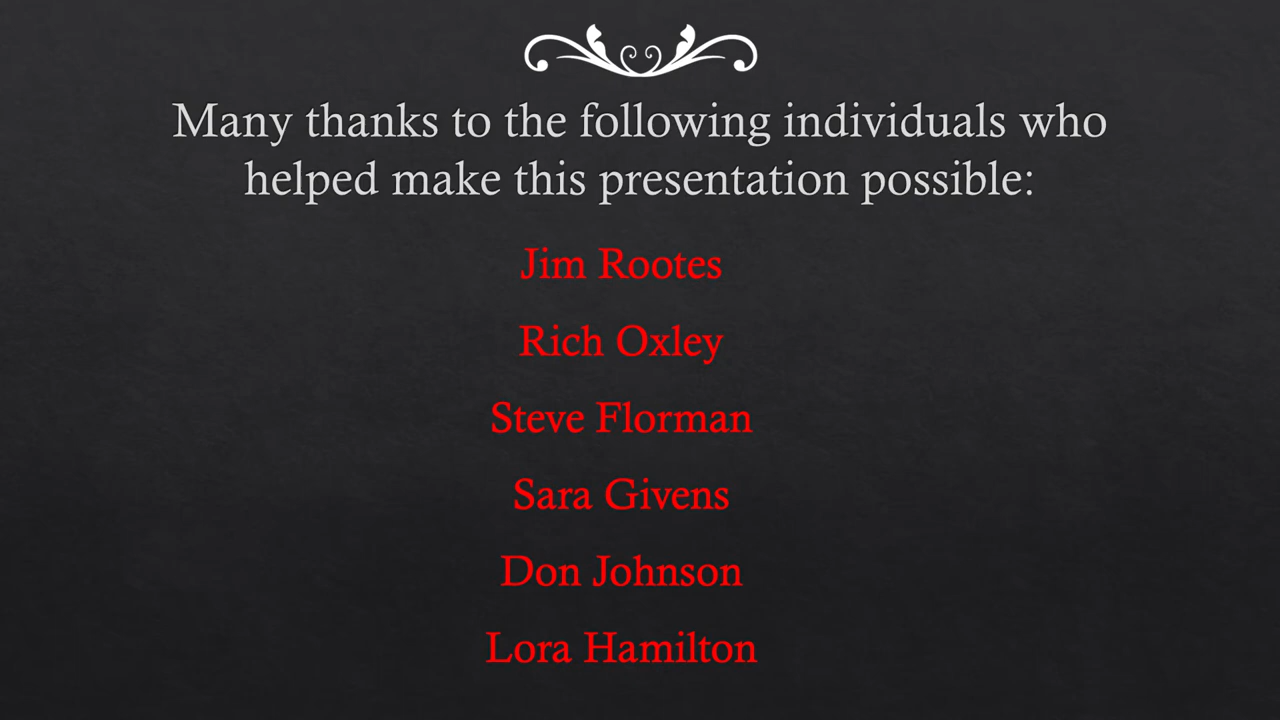 Many thanks to the following individuals who
helped make this presentation possible:
Jim Rootes
Rich Oxley
Steve Florman
Sara Givens
Don Johnson
Lora Hamilton